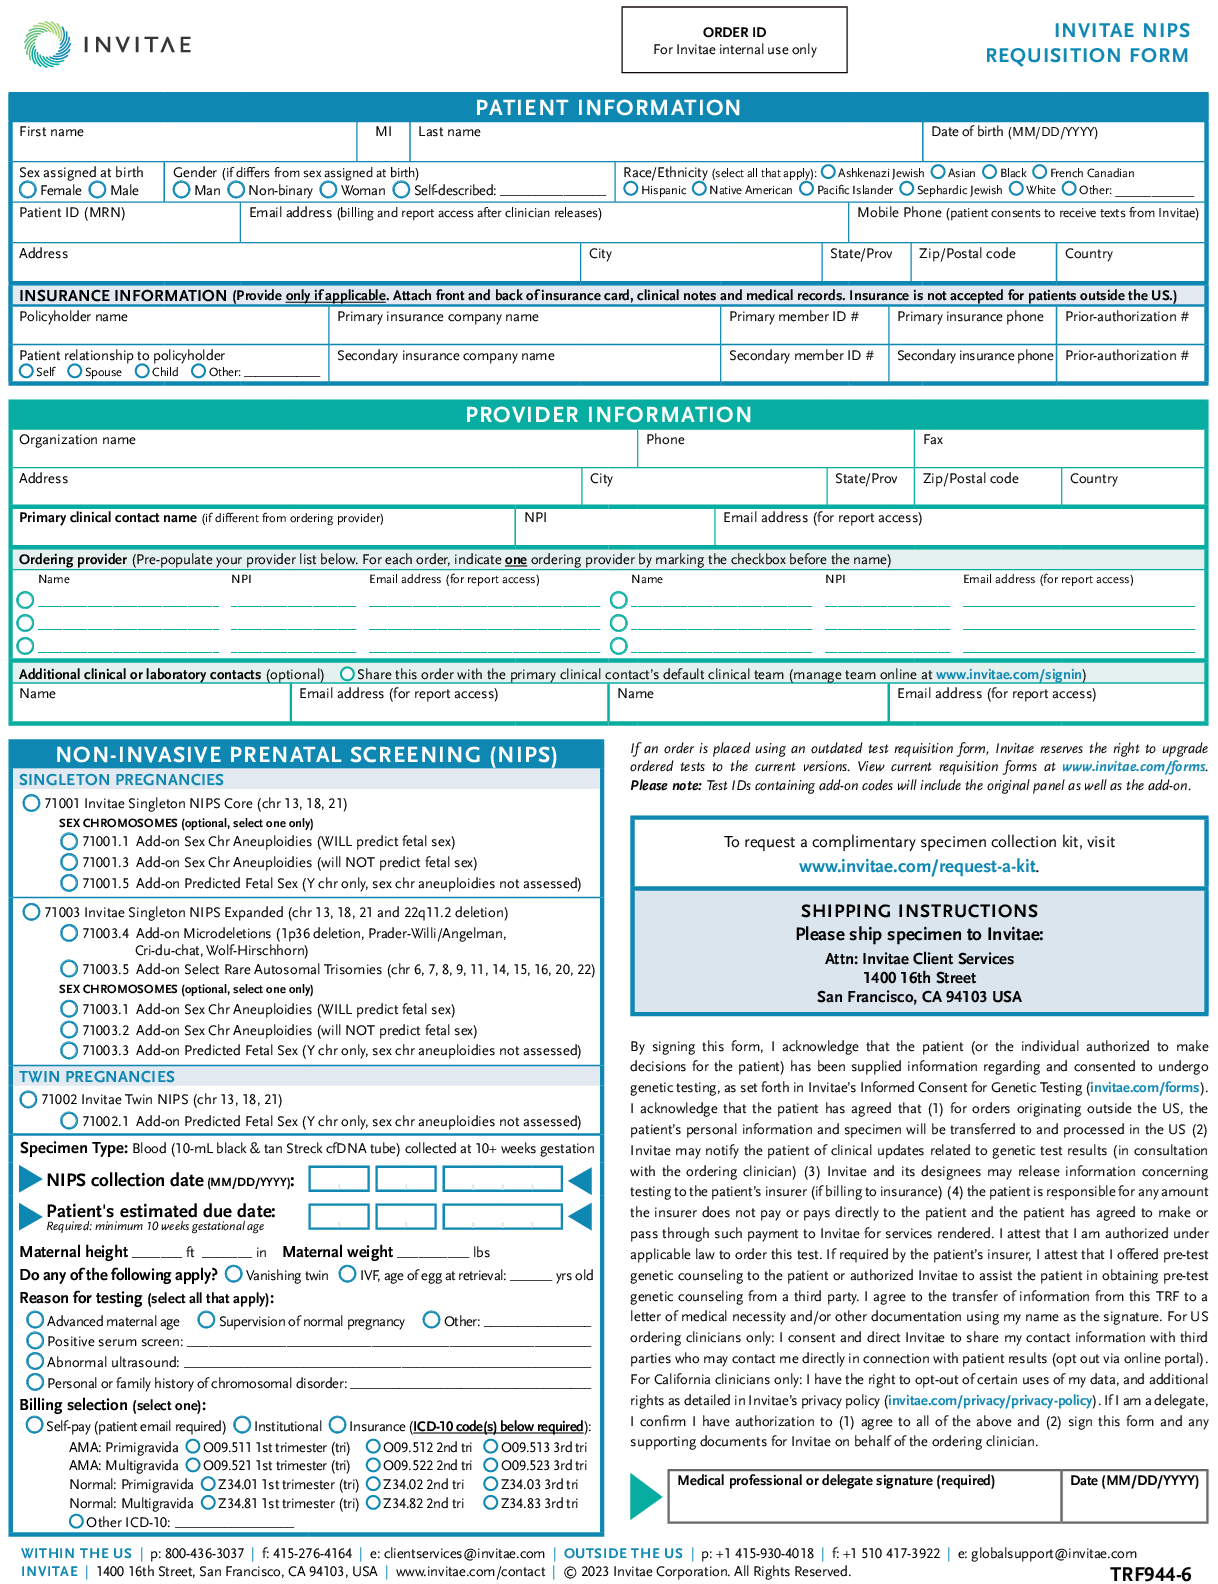 INVITAE
ORDER ID
For Invitae internal use only
INVITAE NIPS
REQUISITION FORM
PATIENT INFORMATION
First name MI Last name Date of birth (MM/DD/YYYY)
Sex assigned at birth Gender (if differs from sex assigned at birth) Race/Ethnicity (select all that apply): Ashkenazi Jewish Asian Black French Canadian
Female Male Man Non-binary Woman Self-described: ____ Hispanic Native American Pacific Islander Sephardic Jewish White Other: ____
Patient ID (MRN) Email address (billing and report access after clinician releases) Mobile Phone (patient consents to receive texts from Invitae)
Address City State/Prov Zip/Postal code Country
INSURANCE INFORMATION (Provide only if applicable. Attach front and back of insurance card, clinical notes and medical records. Insurance is not accepted for patients outside the US.)
Policyholder name Primary insurance company name Primary member ID # Primary insurance phone Prior-authorization #
Patient relationship to policyholder Secondary insurance company name Secondary member ID # Secondary insurance phone Prior-authorization #
Self Spouse Child Other: ____
PROVIDER INFORMATION
Organization name Phone Fax
Address City State/Prov Zip/Postal code Country
Primary clinical contact name (if different from ordering provider) NPI Email address (for report access)
Ordering provider (Pre-populate your provider list below. For each order, indicate one ordering provider by marking the checkbox before the name)
Name NPI Email address (for report access) Name NPI Email address (for report access)
Additional clinical or laboratory contacts (optional) Share this order with the primary clinical contact's default clinical team (manage team online at www.invitae.com/signin)
Name Email address (for report access) Name Email address (for report access)
NON-INVASIVE PRENATAL SCREENING (NIPS)
SINGLETON PREGNANCIES
71001 Invitae Singleton NIPS Core (chr 13, 18, 21)
SEX CHROMOSOMES (optional, select one only)
71001.1 Add-on Sex Chr Aneuploidies (WILL predict fetal sex)
71001.3 Add-on Sex Chr Aneuploidies (will NOT predict fetal sex)
71001.5 Add-on Predicted Fetal Sex (Y chr only, sex chr aneuploidies not assessed)
71003 Invitae Singleton NIPS Expanded (chr 13, 18, 21 and 22q11.2 deletion)
71003.4 Add-on Microdeletions (1p36 deletion, Prader-Willi/Angelman,
Cri-du-chat, Wolf-Hirschhorn)
71003.5 Add-on Select Rare Autosomal Trisomies (chr 6, 7, 8, 9, 11, 14, 15, 16, 20, 22)
SEX CHROMOSOMES (optional, select one only)
71003.1 Add-on Sex Chr Aneuploidies (WILL predict fetal sex)
71003.2 Add-on Sex Chr Aneuploidies (will NOT predict fetal sex)
71003.3 Add-on Predicted Fetal Sex (Y chr only, sex chr aneuploidies not assessed)
TWIN PREGNANCIES
71002 Invitae Twin NIPS (chr 13, 18, 21)
71002.1 Add-on Predicted Fetal Sex (Y chr only, sex chr aneuploidies not assessed)
Specimen Type: Blood (10-mL black & tan Streck cfDNA tube) collected at 10+ weeks gestation
NIPS collection date (MM/DD/YYYY):
Patient's estimated due date:
Required: minimum 10 weeks gestational age
Maternal height ____ ft ____ in Maternal weight ____ lbs
Do any of the following apply? Vanishing twin IVF, age of egg at retrieval: ____ yrs old
Reason for testing (select all that apply):
Advanced maternal age Supervision of normal pregnancy Other: ____
Positive serum screen: ____
Abnormal ultrasound: ____
Personal or family history of chromosomal disorder: ____
Billing selection (select one):
Self-pay (patient email required) Institutional Insurance (ICD-10 code(s) below required):
AMA: Primigravida O09.511 1st trimester (tri) O09.512 2nd tri O09.513 3rd tri
AMA: Multigravida O09.521 1st trimester (tri) O09.522 2nd tri O09.523 3rd tri
Normal: Primigravida Z34.01 1st trimester (tri) Z34.02 2nd tri Z34.03 3rd tri
Normal: Multigravida Z34.81 1st trimester (tri) Z34.82 2nd tri Z34.83 3rd tri
Other ICD-10: ____
If an order is placed using an outdated test requisition form, Invitae reserves the right to upgrade
ordered tests to the current versions. View current requisition forms at www.invitae.com/forms.
Please note: Test IDs containing add-on codes will include the original panel as well as the add-on.
To request a complimentary specimen collection kit, visit
www.invitae.com/request-a-kit.
SHIPPING INSTRUCTIONS
Please ship specimen to Invitae:
Attn: Invitae Client Services
1400 16th Street
San Francisco, CA 94103 USA
By signing this form, I acknowledge that the patient (or the individual authorized to make
decisions for the patient) has been supplied information regarding and consented to undergo
genetic testing, as set forth in Invitae's Informed Consent for Genetic Testing (invitae.com/forms).
I acknowledge that the patient has agreed that (1) for orders originating outside the US, the
patient's personal information and specimen will be transferred to and processed in the US (2)
Invitae may notify the patient of clinical updates related to genetic test results (in consultation
with the ordering clinician) (3) Invitae and its designees may release information concerning
testing to the patient's insurer (if billing to insurance) (4) the patient is responsible for any amount
the insurer does not pay or pays directly to the patient and the patient has agreed to make or
pass through such payment to Invitae for services rendered. I attest that I am authorized under
applicable law to order this test. If required by the patient's insurer, I attest that I offered pre-test
genetic counseling to the patient or authorized Invitae to assist the patient in obtaining pre-test
genetic counseling from a third party. I agree to the transfer of information from this TRF to a
letter of medical necessity and/or other documentation using my name as the signature. For US
ordering clinicians only: I consent and direct Invitae to share my contact information with third
parties who may contact me directly in connection with patient results (opt out via online portal).
For California clinicians only: I have the right to opt-out of certain uses of my data, and additional
rights as detailed in Invitae's privacy policy (invitae.com/privacy/privacy-policy). If I am a delegate,
I confirm I have authorization to (1) agree to all of the above and (2) sign this form and any
supporting documents for Invitae on behalf of the ordering clinician.
Medical professional or delegate signature (required) Date (MM/DD/YYYY)
WITHIN THE US | p: 800-436-3037 | f: 415-276-4164 | e: clientservices@invitae.com | OUTSIDE THE US | p: +1 415-930-4018 | f: +1 510 417-3922 | e: globalsupport@invitae.com
INVITAE | 1400 16th Street, San Francisco, CA 94103, USA | www.invitae.com/contact | © 2023 Invitae Corporation. All Rights Reserved.
TRF944-6